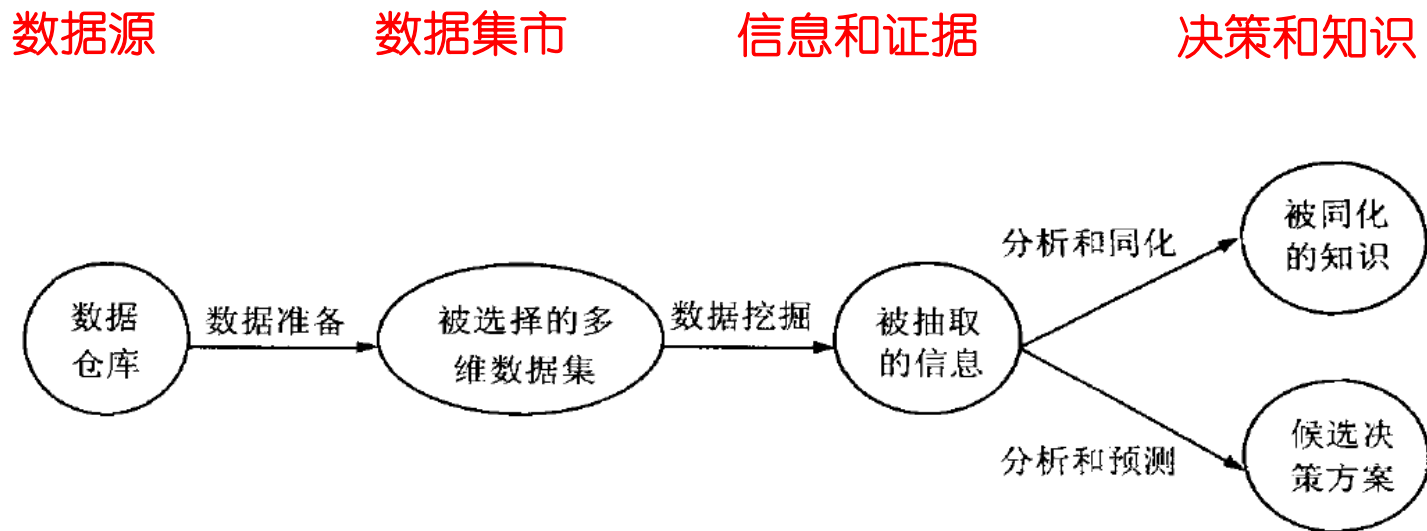 数据源
数据集市
信息和证据
决策和知识
数据
仓库
数据准备
被选择的多
维数据集
数据挖掘
被抽取
的信息
分析和同化
被同化
的知识
分析和预测
候选决
策方案